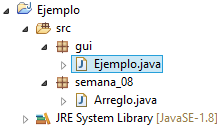 Ejemplo
src
gui
Ejemplo.java
semana_08
Arreglo.java
JRE System Library [JavaSE-1.8]